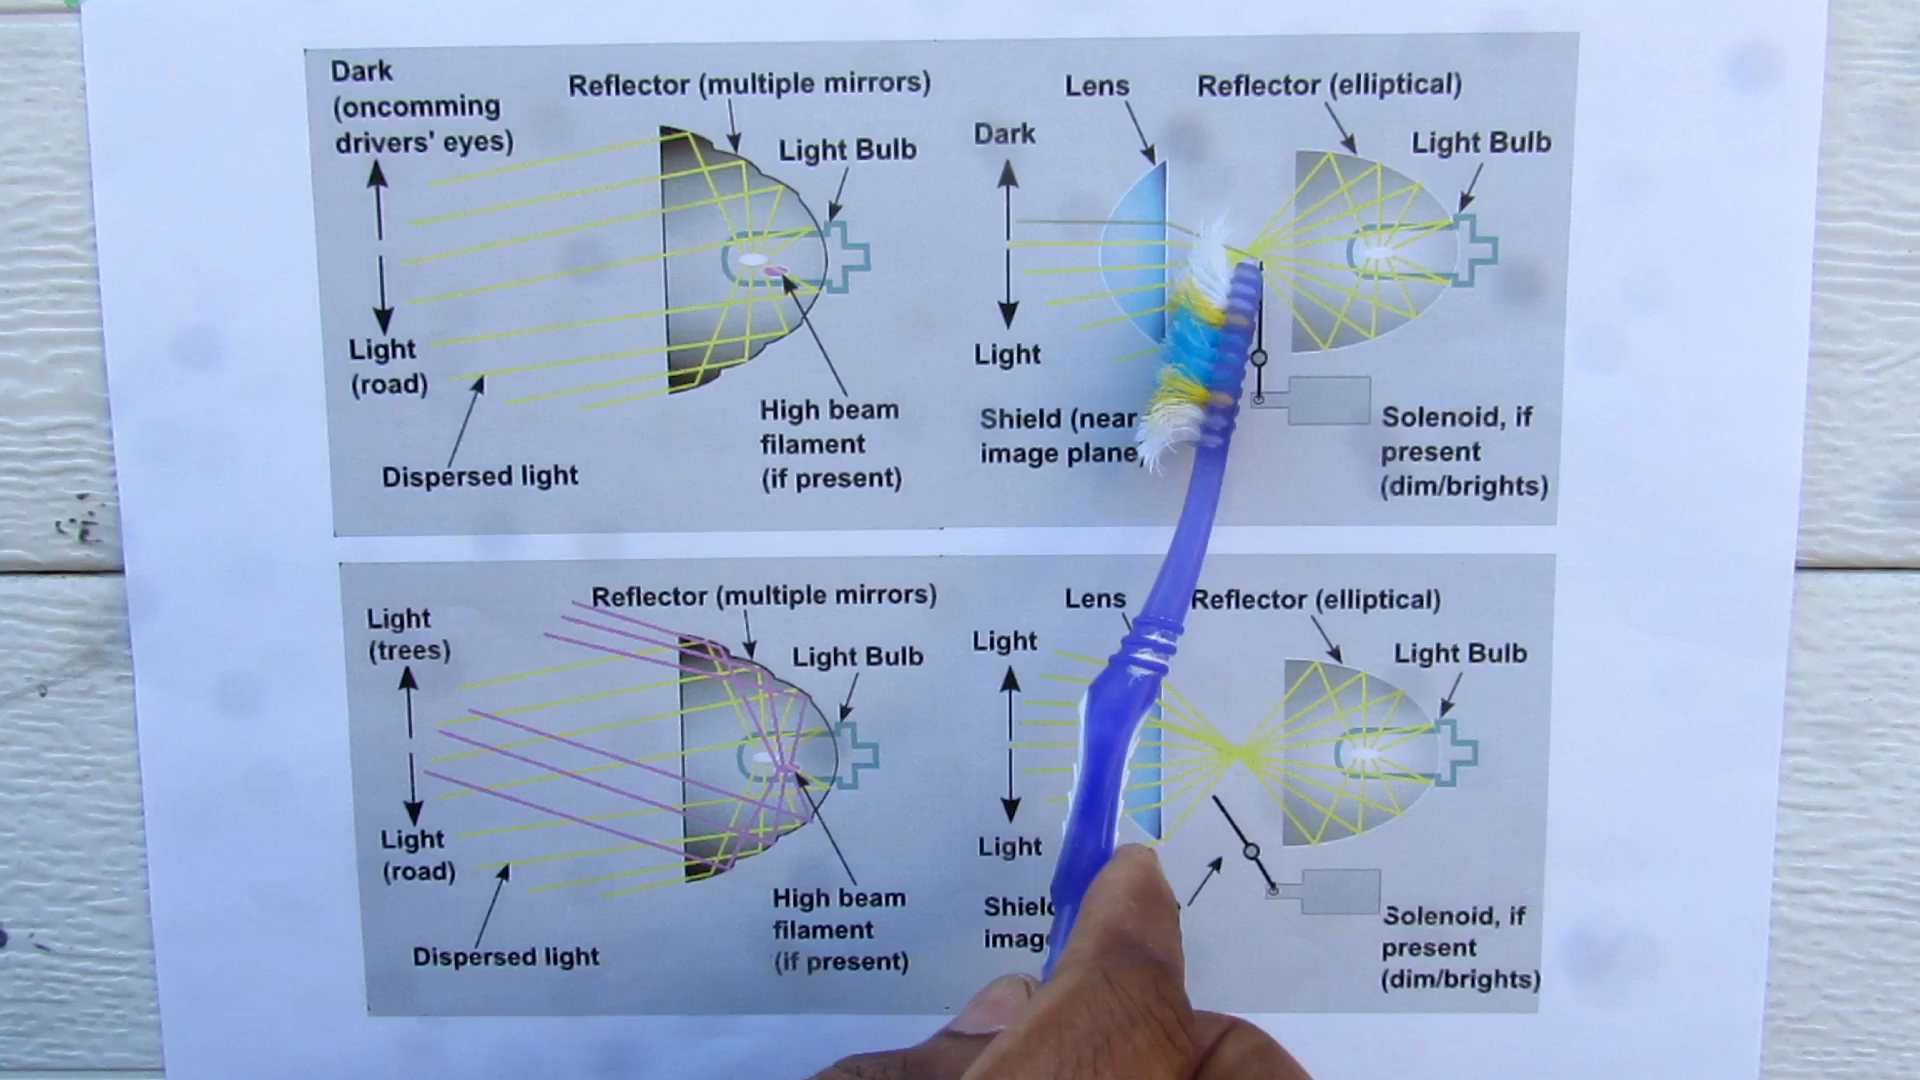 Dark
(oncomming
drivers' eyes)
Reflector (multiple mirrors)
Light Bulb
Light
(road)
High beam
filament
(if present)
Dispersed light
Lens
Reflector (elliptical)
Dark
Light Bulb
Light
Shield (near
image plane)
Solenoid, if
present
(dim/brights)
Light
(trees)
Reflector (multiple mirrors)
Light Bulb
Light
(road)
High beam
filament
(if present)
Dispersed light
Lens
Reflector (elliptical)
Light
Light Bulb
Light
Solenoid, if
present
(dim/brights)